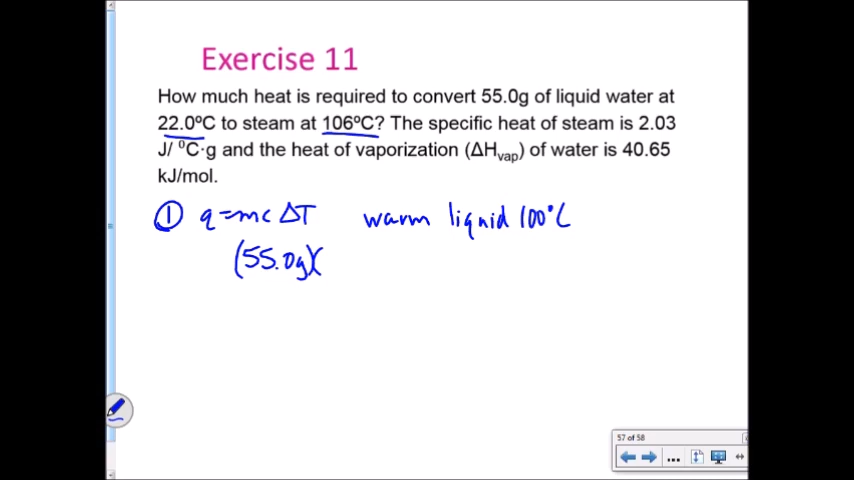 Exercise 11
How much heat is required to convert 55.0g of liquid water at
22.0ºC to steam at 106ºC? The specific heat of steam is 2.03
J/ ⁰C·g and the heat of vaporization (ΔHvap) of water is 40.65
kJ/mol.
① q=mcΔT warm liquid 100°C
(55.0g)(
57 of 58